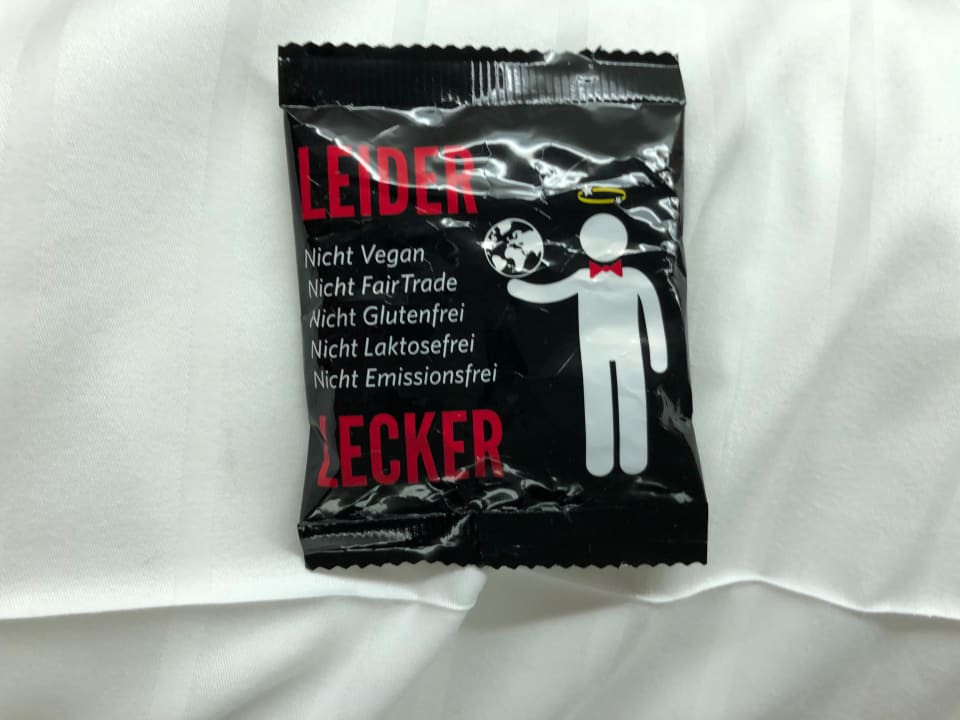 LEIDER
Nicht Vegan
Nicht FairTrade
Nicht Glutenfrei
Nicht Laktosefrei
Nicht Emissionsfrei
LECKER